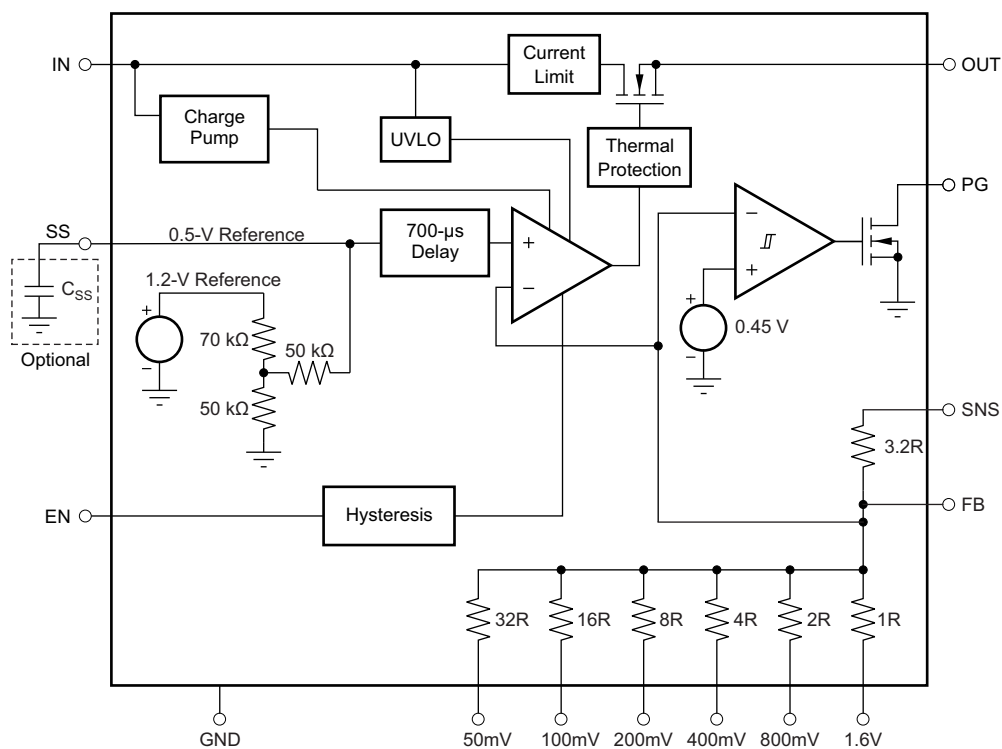 IN
Current
Limit
OUT
Charge
Pump
UVLO
Thermal
Protection
PG
SS
0.5-V Reference
700-µs
Delay
+
−
−
+
CSS
Optional
1.2-V Reference
+
−
70 kΩ
50 kΩ
50 kΩ
+
−
0.45 V
SNS
3.2R
FB
EN
Hysteresis
32R
16R
8R
4R
2R
1R
GND
50mV
100mV
200mV
400mV
800mV
1.6V